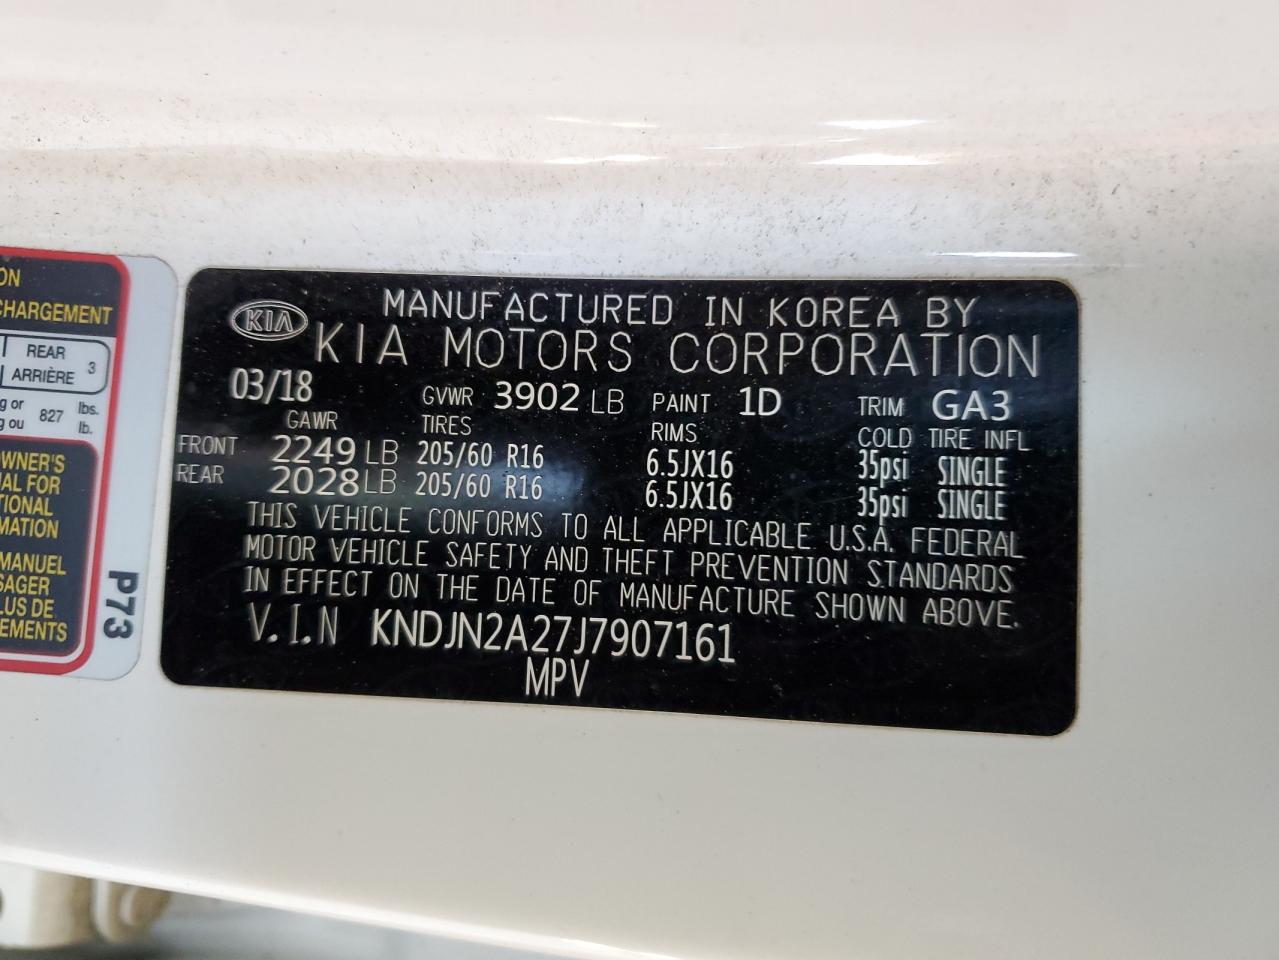 ON
CHARGEMENT
REAR
ARRIÈRE 3
g or 827 lbs.
g ou lb.
OWNER'S
UAL FOR
TIONAL
RMATION
MANUEL
SAGER
LUS DE
EMENTS
P73
KIA
MANUFACTURED IN KOREA BY
KIA MOTORS CORPORATION
03/18 GVWR 3902 LB PAINT 1D TRIM GA3
GAWR TIRES RIMS COLD TIRE INFL
FRONT 2249 LB 205/60 R16 6.5JX16 35psi SINGLE
REAR 2028 LB 205/60 R16 6.5JX16 35psi SINGLE
THIS VEHICLE CONFORMS TO ALL APPLICABLE U.S.A. FEDERAL
MOTOR VEHICLE SAFETY AND THEFT PREVENTION STANDARDS
IN EFFECT ON THE DATE OF MANUFACTURE SHOWN ABOVE.
V.I.N KNDJN2A27J7907161
MPV